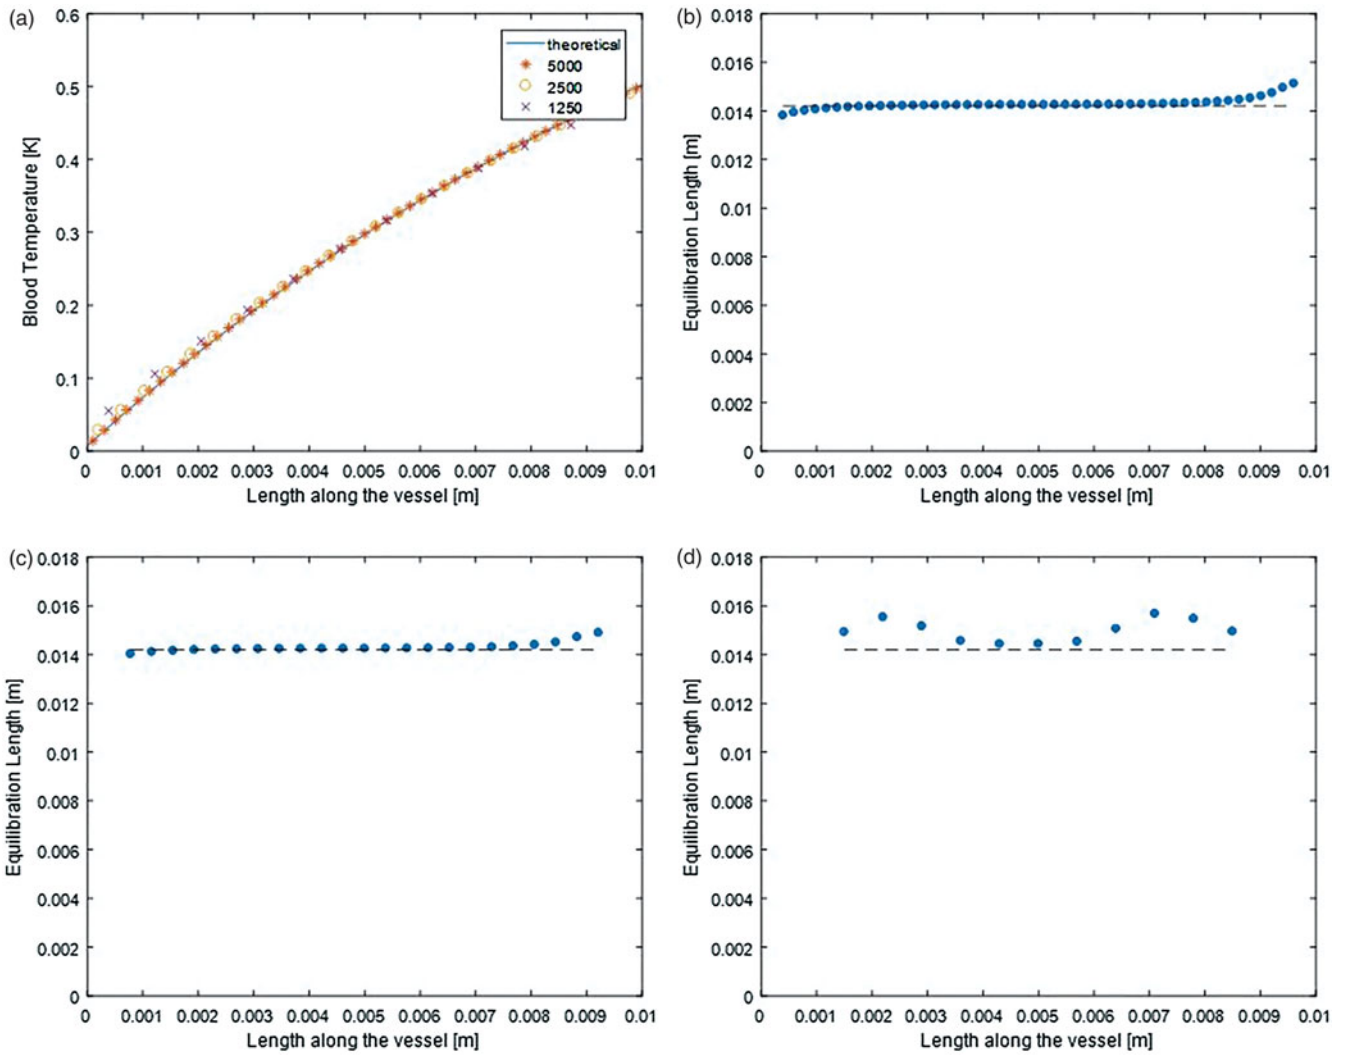 (a)
0.6
0.5
0.4
0.3
0.2
0.1
0
Blood Temperature [K]
theoretical
5000
2500
1250
0 0.001 0.002 0.003 0.004 0.005 0.006 0.007 0.008 0.009 0.01
Length along the vessel [m]
(b)
0.018
0.016
0.014
0.012
0.01
0.008
0.006
0.004
0.002
0
Equilibration Length [m]
0 0.001 0.002 0.003 0.004 0.005 0.006 0.007 0.008 0.009 0.01
Length along the vessel [m]
(c)
0.018
0.016
0.014
0.012
0.01
0.008
0.006
0.004
0.002
0
Equilibration Length [m]
0 0.001 0.002 0.003 0.004 0.005 0.006 0.007 0.008 0.009 0.01
Length along the vessel [m]
(d)
0.018
0.016
0.014
0.012
0.01
0.008
0.006
0.004
0.002
0
Equilibration Length [m]
0 0.001 0.002 0.003 0.004 0.005 0.006 0.007 0.008 0.009 0.01
Length along the vessel [m]